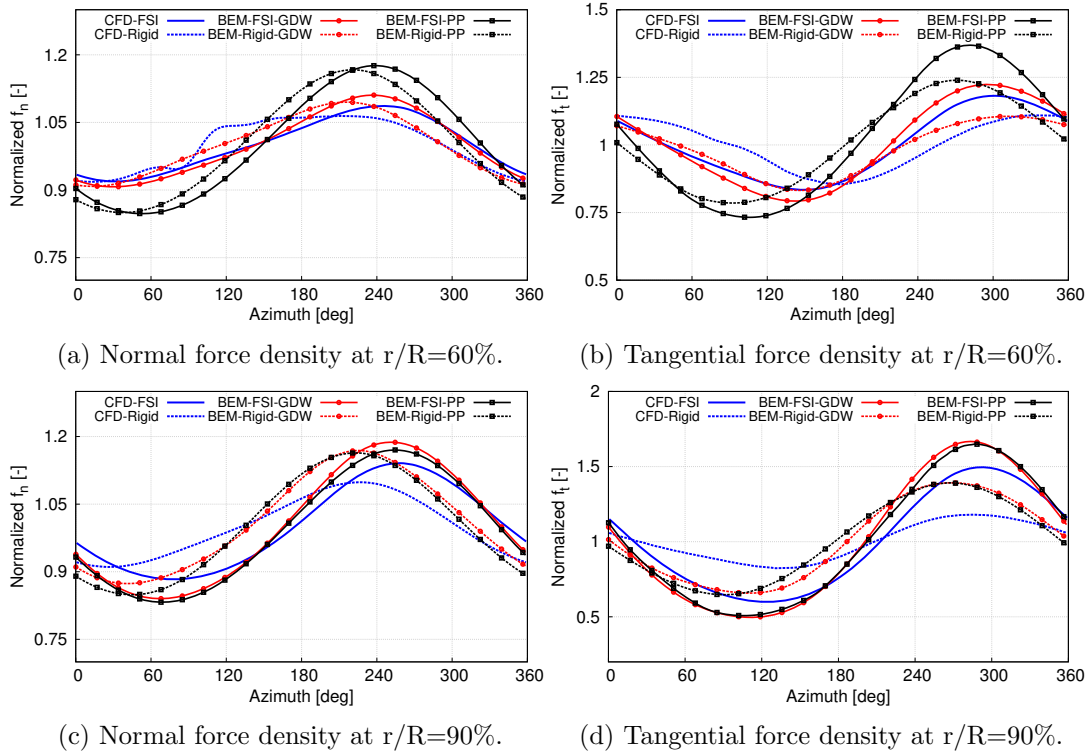 CFD-FSI BEM-FSI-GDW BEM-FSI-PP
CFD-Rigid BEM-Rigid-GDW BEM-Rigid-PP
Normalized fn [-]
1.2
1.05
0.9
0.75
0 60 120 180 240 300 360
Azimuth [deg]
(a) Normal force density at r/R=60%.
CFD-FSI BEM-FSI-GDW BEM-FSI-PP
CFD-Rigid BEM-Rigid-GDW BEM-Rigid-PP
Normalized ft [-]
1.5
1.25
1
0.75
0.5
0 60 120 180 240 300 360
Azimuth [deg]
(b) Tangential force density at r/R=60%.
CFD-FSI BEM-FSI-GDW BEM-FSI-PP
CFD-Rigid BEM-Rigid-GDW BEM-Rigid-PP
Normalized fn [-]
1.2
1.05
0.9
0.75
0 60 120 180 240 300 360
Azimuth [deg]
(c) Normal force density at r/R=90%.
CFD-FSI BEM-FSI-GDW BEM-FSI-PP
CFD-Rigid BEM-Rigid-GDW BEM-Rigid-PP
Normalized ft [-]
2
1.5
1
0.5
0 60 120 180 240 300 360
Azimuth [deg]
(d) Tangential force density at r/R=90%.